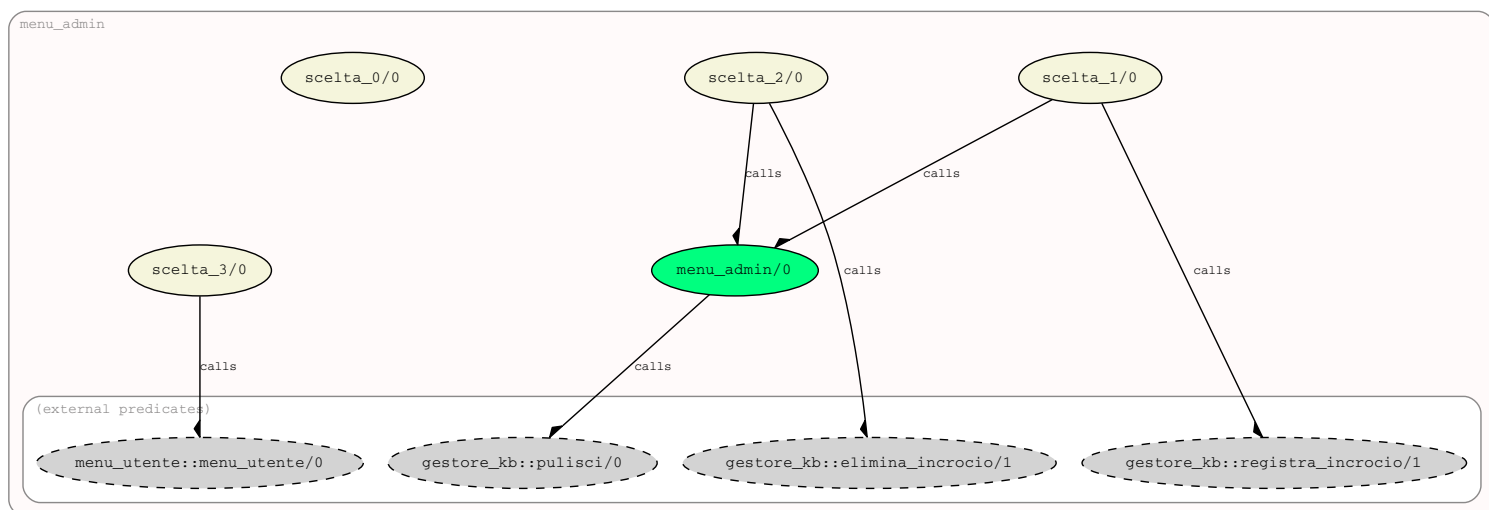 menu_admin
scelta_0/0
scelta_2/0
scelta_1/0
calls
calls
scelta_3/0
menu_admin/0
calls
calls
calls
calls
(external predicates)
menu_utente::menu_utente/0
gestore_kb::pulisci/0
gestore_kb::elimina_incrocio/1
gestore_kb::registra_incrocio/1